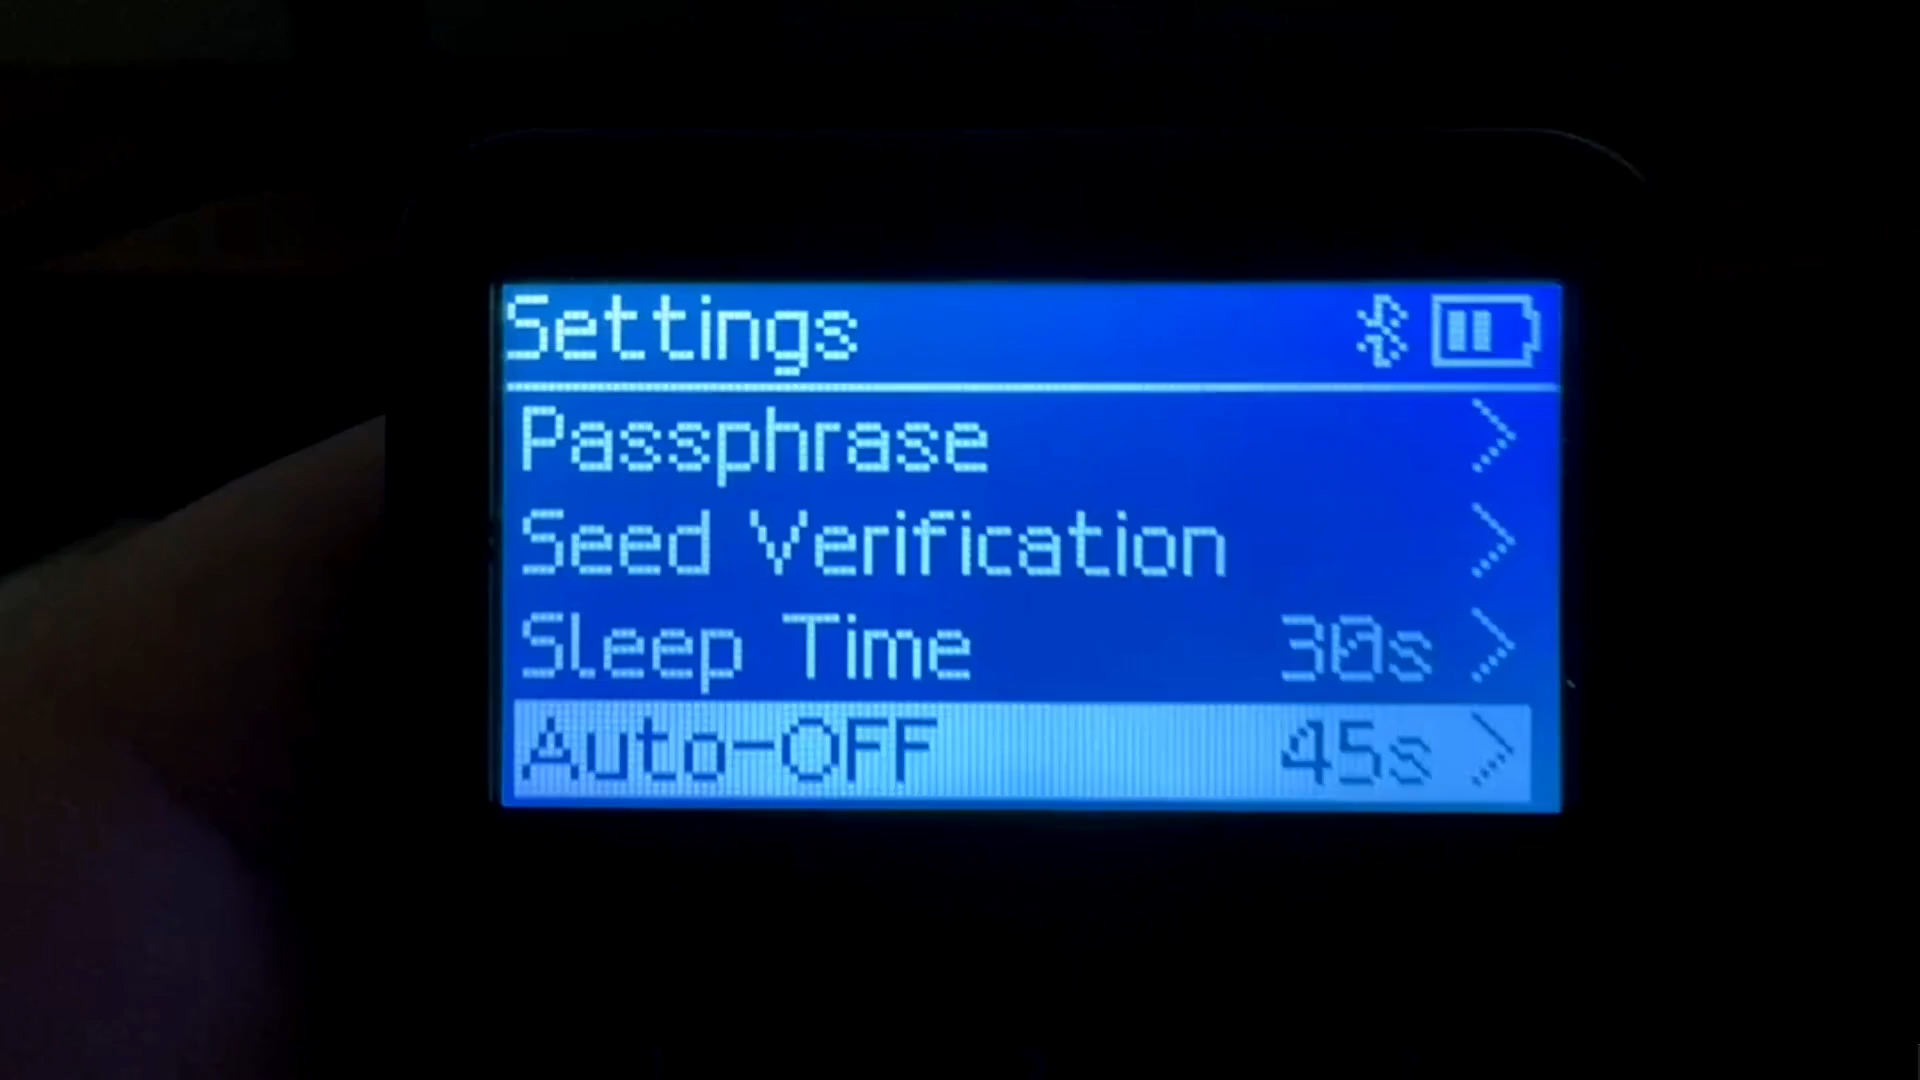 Settings
Passphrase
Seed Verification
Sleep Time 30s
Auto-OFF 45s